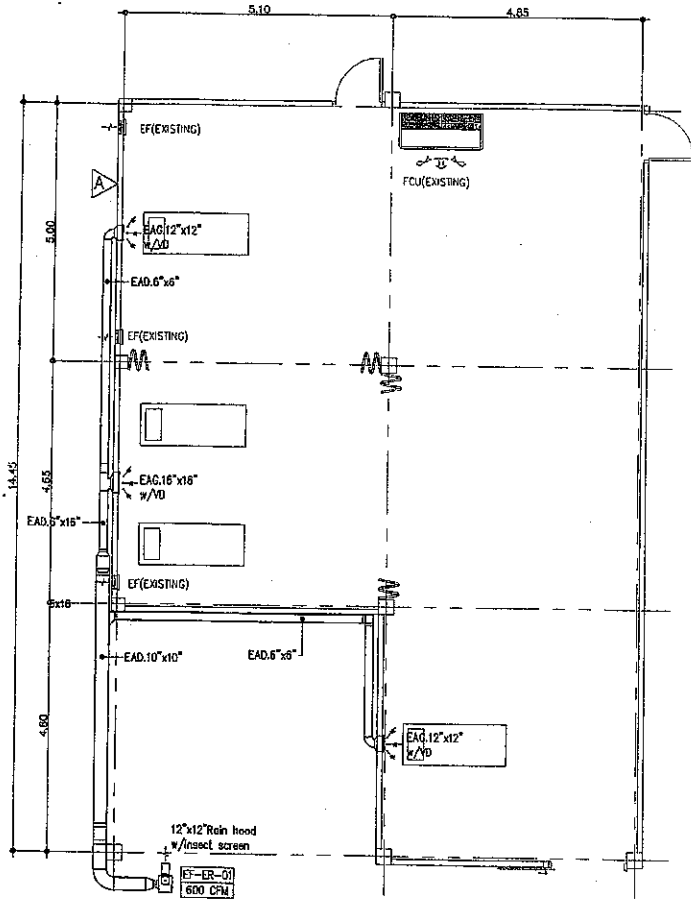 5.10
4.85
EF(EXISTING)
FCU(EXISTING)
A
EAG.12"x12"
w/VD
5.00
EAD.6"x6"
EF(EXISTING)
14.45
4.65
EAG.16"x16"
w/VD
EAD.6"x16"
EF(EXISTING)
6x16
EAD.10"x10"
EAD.6"x6"
4.60
EAG.12"x12"
w/VD
12"x12"Rain hood
w/insect screen
EF-ER-01
600 CFM